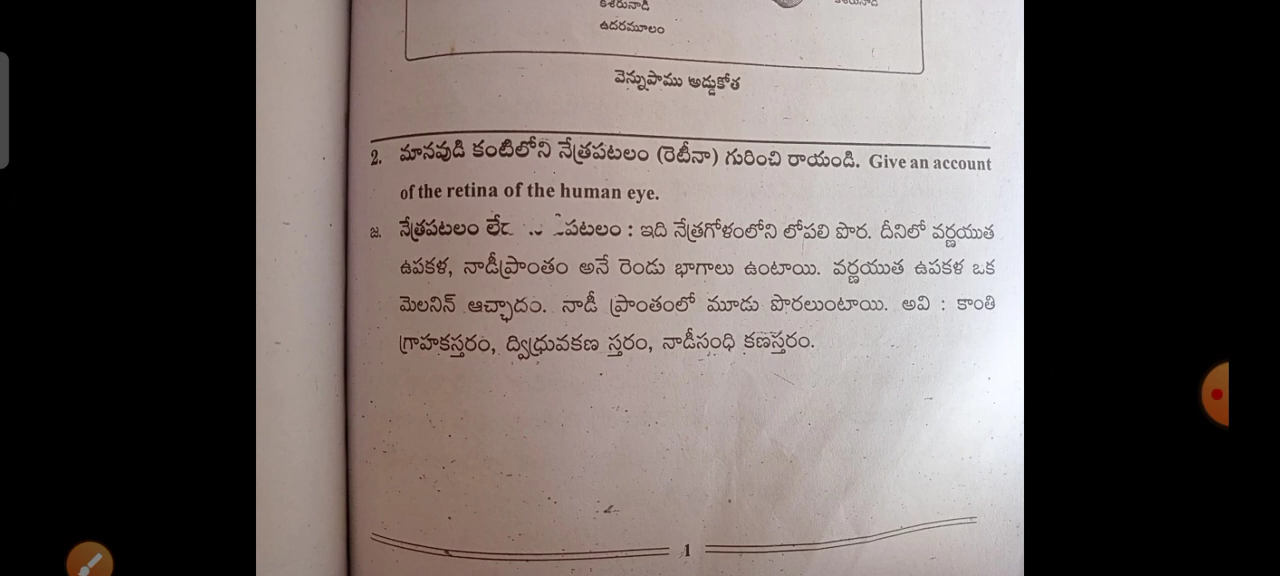 ఉదరమూలం
వెన్నుపాము అడ్డుకోత
2. మానవుడి కంటిలోని నేత్రపటలం (రెటీనా) గురించి రాయండి. Give an account
of the retina of the human eye.
జ. నేత్రపటలం పటలం : ఇది నేత్రగోళంలోని లోపలి పొర. దీనిలో వర్ణయుత
ఉపకళ, నాడీప్రాంతం అనే రెండు భాగాలు ఉంటాయి. వర్ణయుత ఉపకళ ఒక
మెలనిన్ ఆచ్ఛాదం. నాడీ ప్రాంతంలో మూడు పొరలుంటాయి. అవి : కాంతి
గ్రాహకస్తరం, ద్విధ్రువకణ స్తరం, నాడీసంధి కణస్తరం.
1